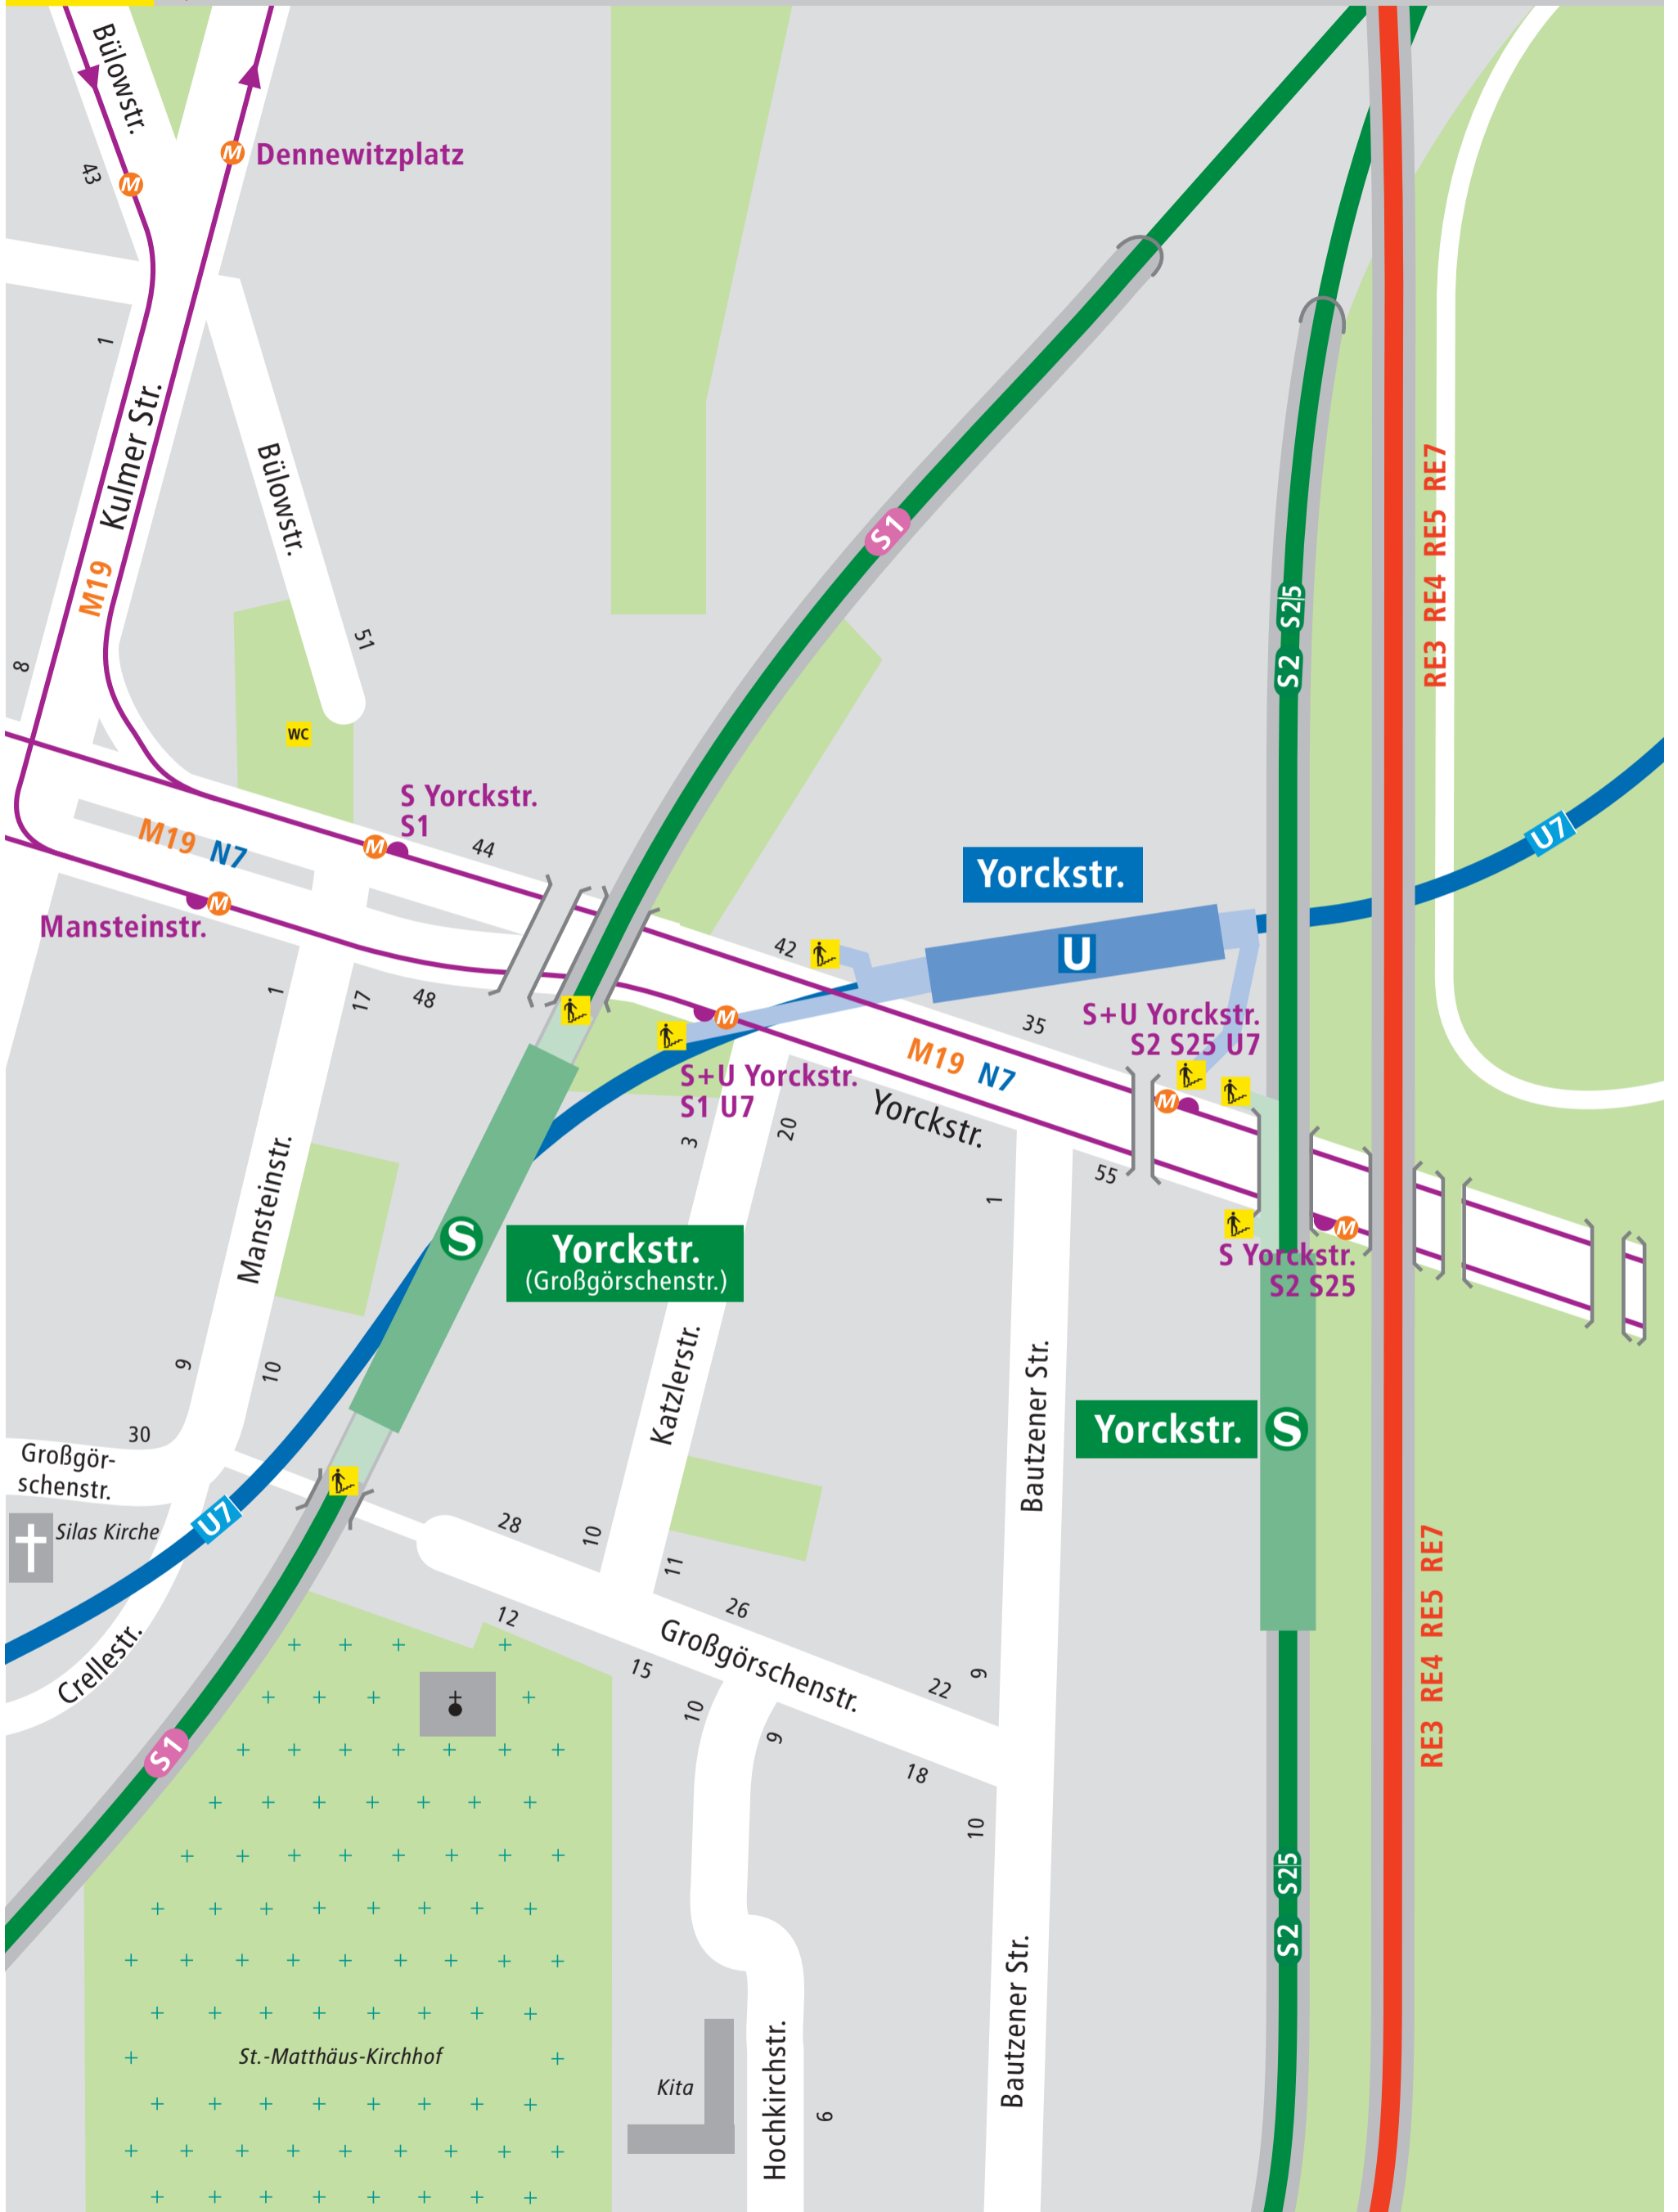 Bülowstr.
43
M
M
Dennewitzplatz
1
Kulmer Str.
M19
Bülowstr.
51
8
WC
S1
S25
S2
RE3 RE4 RE5 RE7
S Yorckstr.
S1
M
44
M19 N7
M
Mansteinstr.
1
17
48
42
Yorckstr.
U
U7
M
S+U Yorckstr.
S1 U7
35
M19 N7
Yorckstr.
S+U Yorckstr.
S2 S25 U7
M
55
M
S Yorckstr.
S2 S25
3
20
1
Mansteinstr.
S
Yorckstr.
(Großgörschenstr.)
9
10
30
Großgör-
schenstr.
Silas Kirche
U7
Crellestr.
S1
Katzlerstr.
Bautzener Str.
Yorckstr.
S
28
10
11
26
12
Großgörschenstr.
15
22
9
10
9
18
10
RE3 RE4 RE5 RE7
S25
S2
St.-Matthäus-Kirchhof
Kita
Hochkirchstr.
6
Bautzener Str.